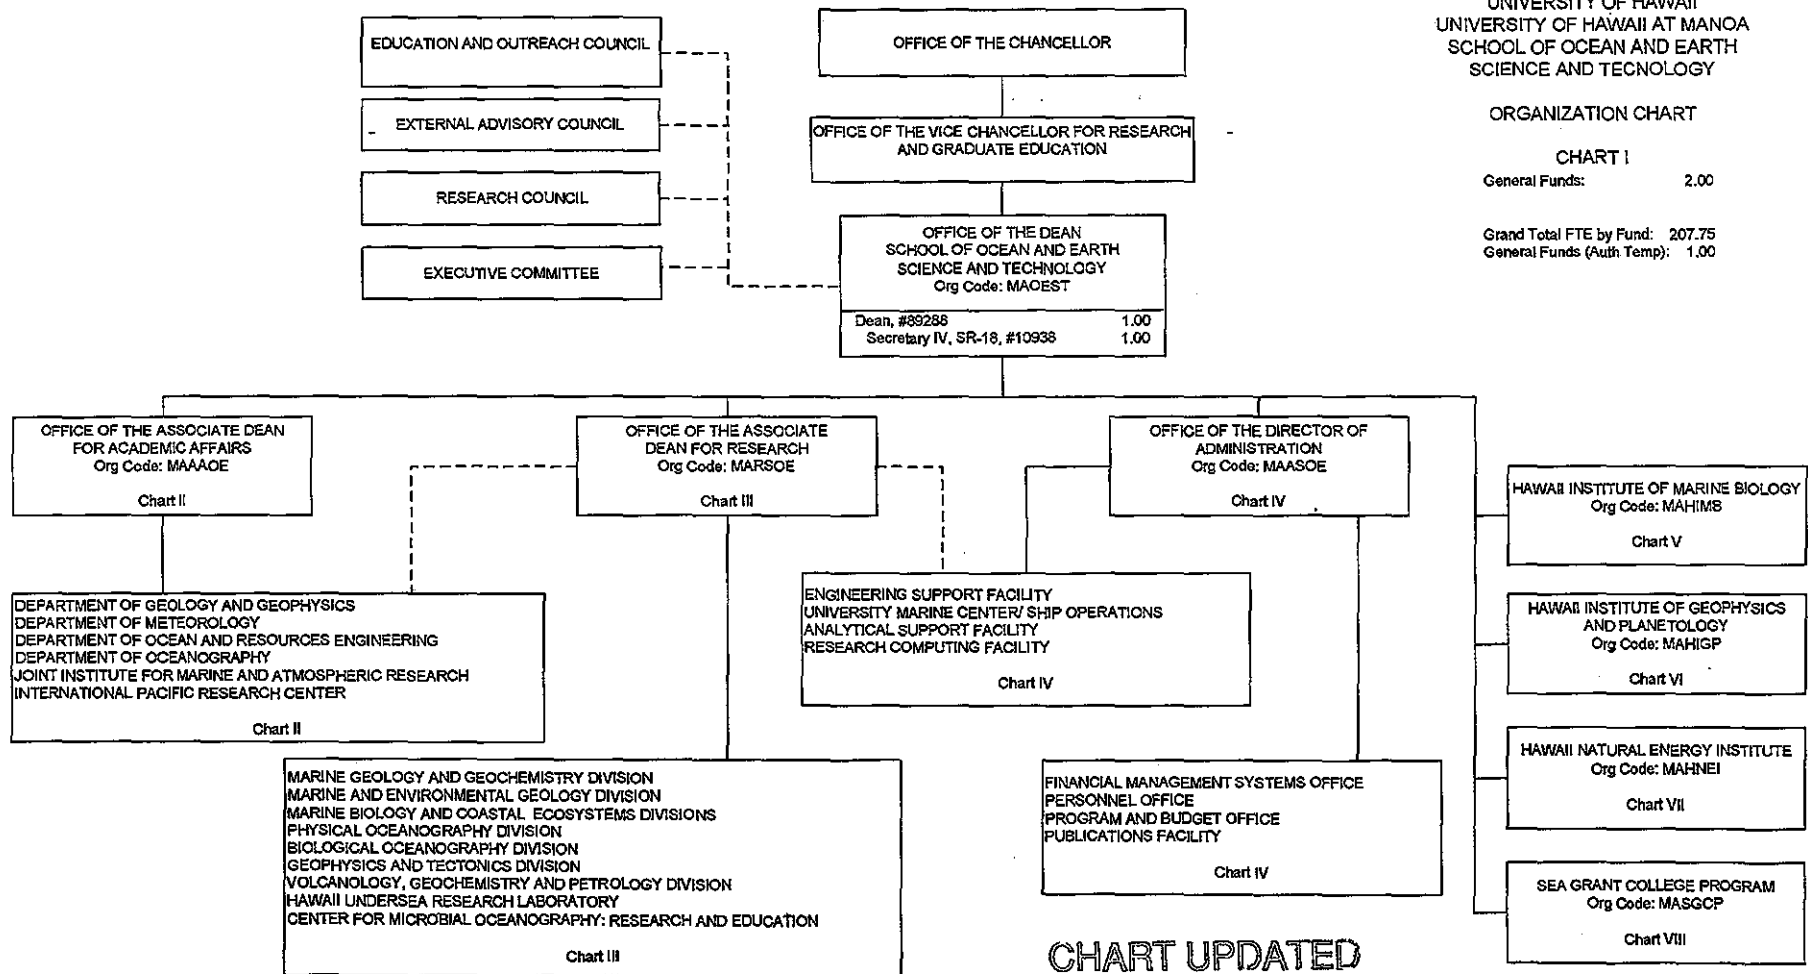 UNIVERSITY OF HAWAII
UNIVERSITY OF HAWAII AT MANOA
SCHOOL OF OCEAN AND EARTH
SCIENCE AND TECNOLOGY
ORGANIZATION CHART
CHART I
General Funds: 2.00
Grand Total FTE by Fund: 207.75
General Funds (Auth Temp): 1.00
EDUCATION AND OUTREACH COUNCIL
EXTERNAL ADVISORY COUNCIL
RESEARCH COUNCIL
EXECUTIVE COMMITTEE
OFFICE OF THE CHANCELLOR
OFFICE OF THE VICE CHANCELLOR FOR RESEARCH
AND GRADUATE EDUCATION
OFFICE OF THE DEAN
SCHOOL OF OCEAN AND EARTH
SCIENCE AND TECHNOLOGY
Org Code: MAOEST
Dean, #89288 1.00
Secretary IV, SR-18, #10938 1.00
OFFICE OF THE ASSOCIATE DEAN
FOR ACADEMIC AFFAIRS
Org Code: MAAAOE
Chart II
OFFICE OF THE ASSOCIATE
DEAN FOR RESEARCH
Org Code: MARSOE
Chart III
OFFICE OF THE DIRECTOR OF
ADMINISTRATION
Org Code: MAASOE
Chart IV
HAWAII INSTITUTE OF MARINE BIOLOGY
Org Code: MAHIMB
Chart V
HAWAII INSTITUTE OF GEOPHYSICS
AND PLANETOLOGY
Org Code: MAHIGP
Chart VI
HAWAII NATURAL ENERGY INSTITUTE
Org Code: MAHNEI
Chart VII
SEA GRANT COLLEGE PROGRAM
Org Code: MASGCP
Chart VIII
DEPARTMENT OF GEOLOGY AND GEOPHYSICS
DEPARTMENT OF METEOROLOGY
DEPARTMENT OF OCEAN AND RESOURCES ENGINEERING
DEPARTMENT OF OCEANOGRAPHY
JOINT INSTITUTE FOR MARINE AND ATMOSPHERIC RESEARCH
INTERNATIONAL PACIFIC RESEARCH CENTER
Chart II
ENGINEERING SUPPORT FACILITY
UNIVERSITY MARINE CENTER/ SHIP OPERATIONS
ANALYTICAL SUPPORT FACILITY
RESEARCH COMPUTING FACILITY
Chart IV
MARINE GEOLOGY AND GEOCHEMISTRY DIVISION
MARINE AND ENVIRONMENTAL GEOLOGY DIVISION
MARINE BIOLOGY AND COASTAL ECOSYSTEMS DIVISIONS
PHYSICAL OCEANOGRAPHY DIVISION
BIOLOGICAL OCEANOGRAPHY DIVISION
GEOPHYSICS AND TECTONICS DIVISION
VOLCANOLOGY, GEOCHEMISTRY AND PETROLOGY DIVISION
HAWAII UNDERSEA RESEARCH LABORATORY
CENTER FOR MICROBIAL OCEANOGRAPHY: RESEARCH AND EDUCATION
Chart III
FINANCIAL MANAGEMENT SYSTEMS OFFICE
PERSONNEL OFFICE
PROGRAM AND BUDGET OFFICE
PUBLICATIONS FACILITY
Chart IV
CHART UPDATED